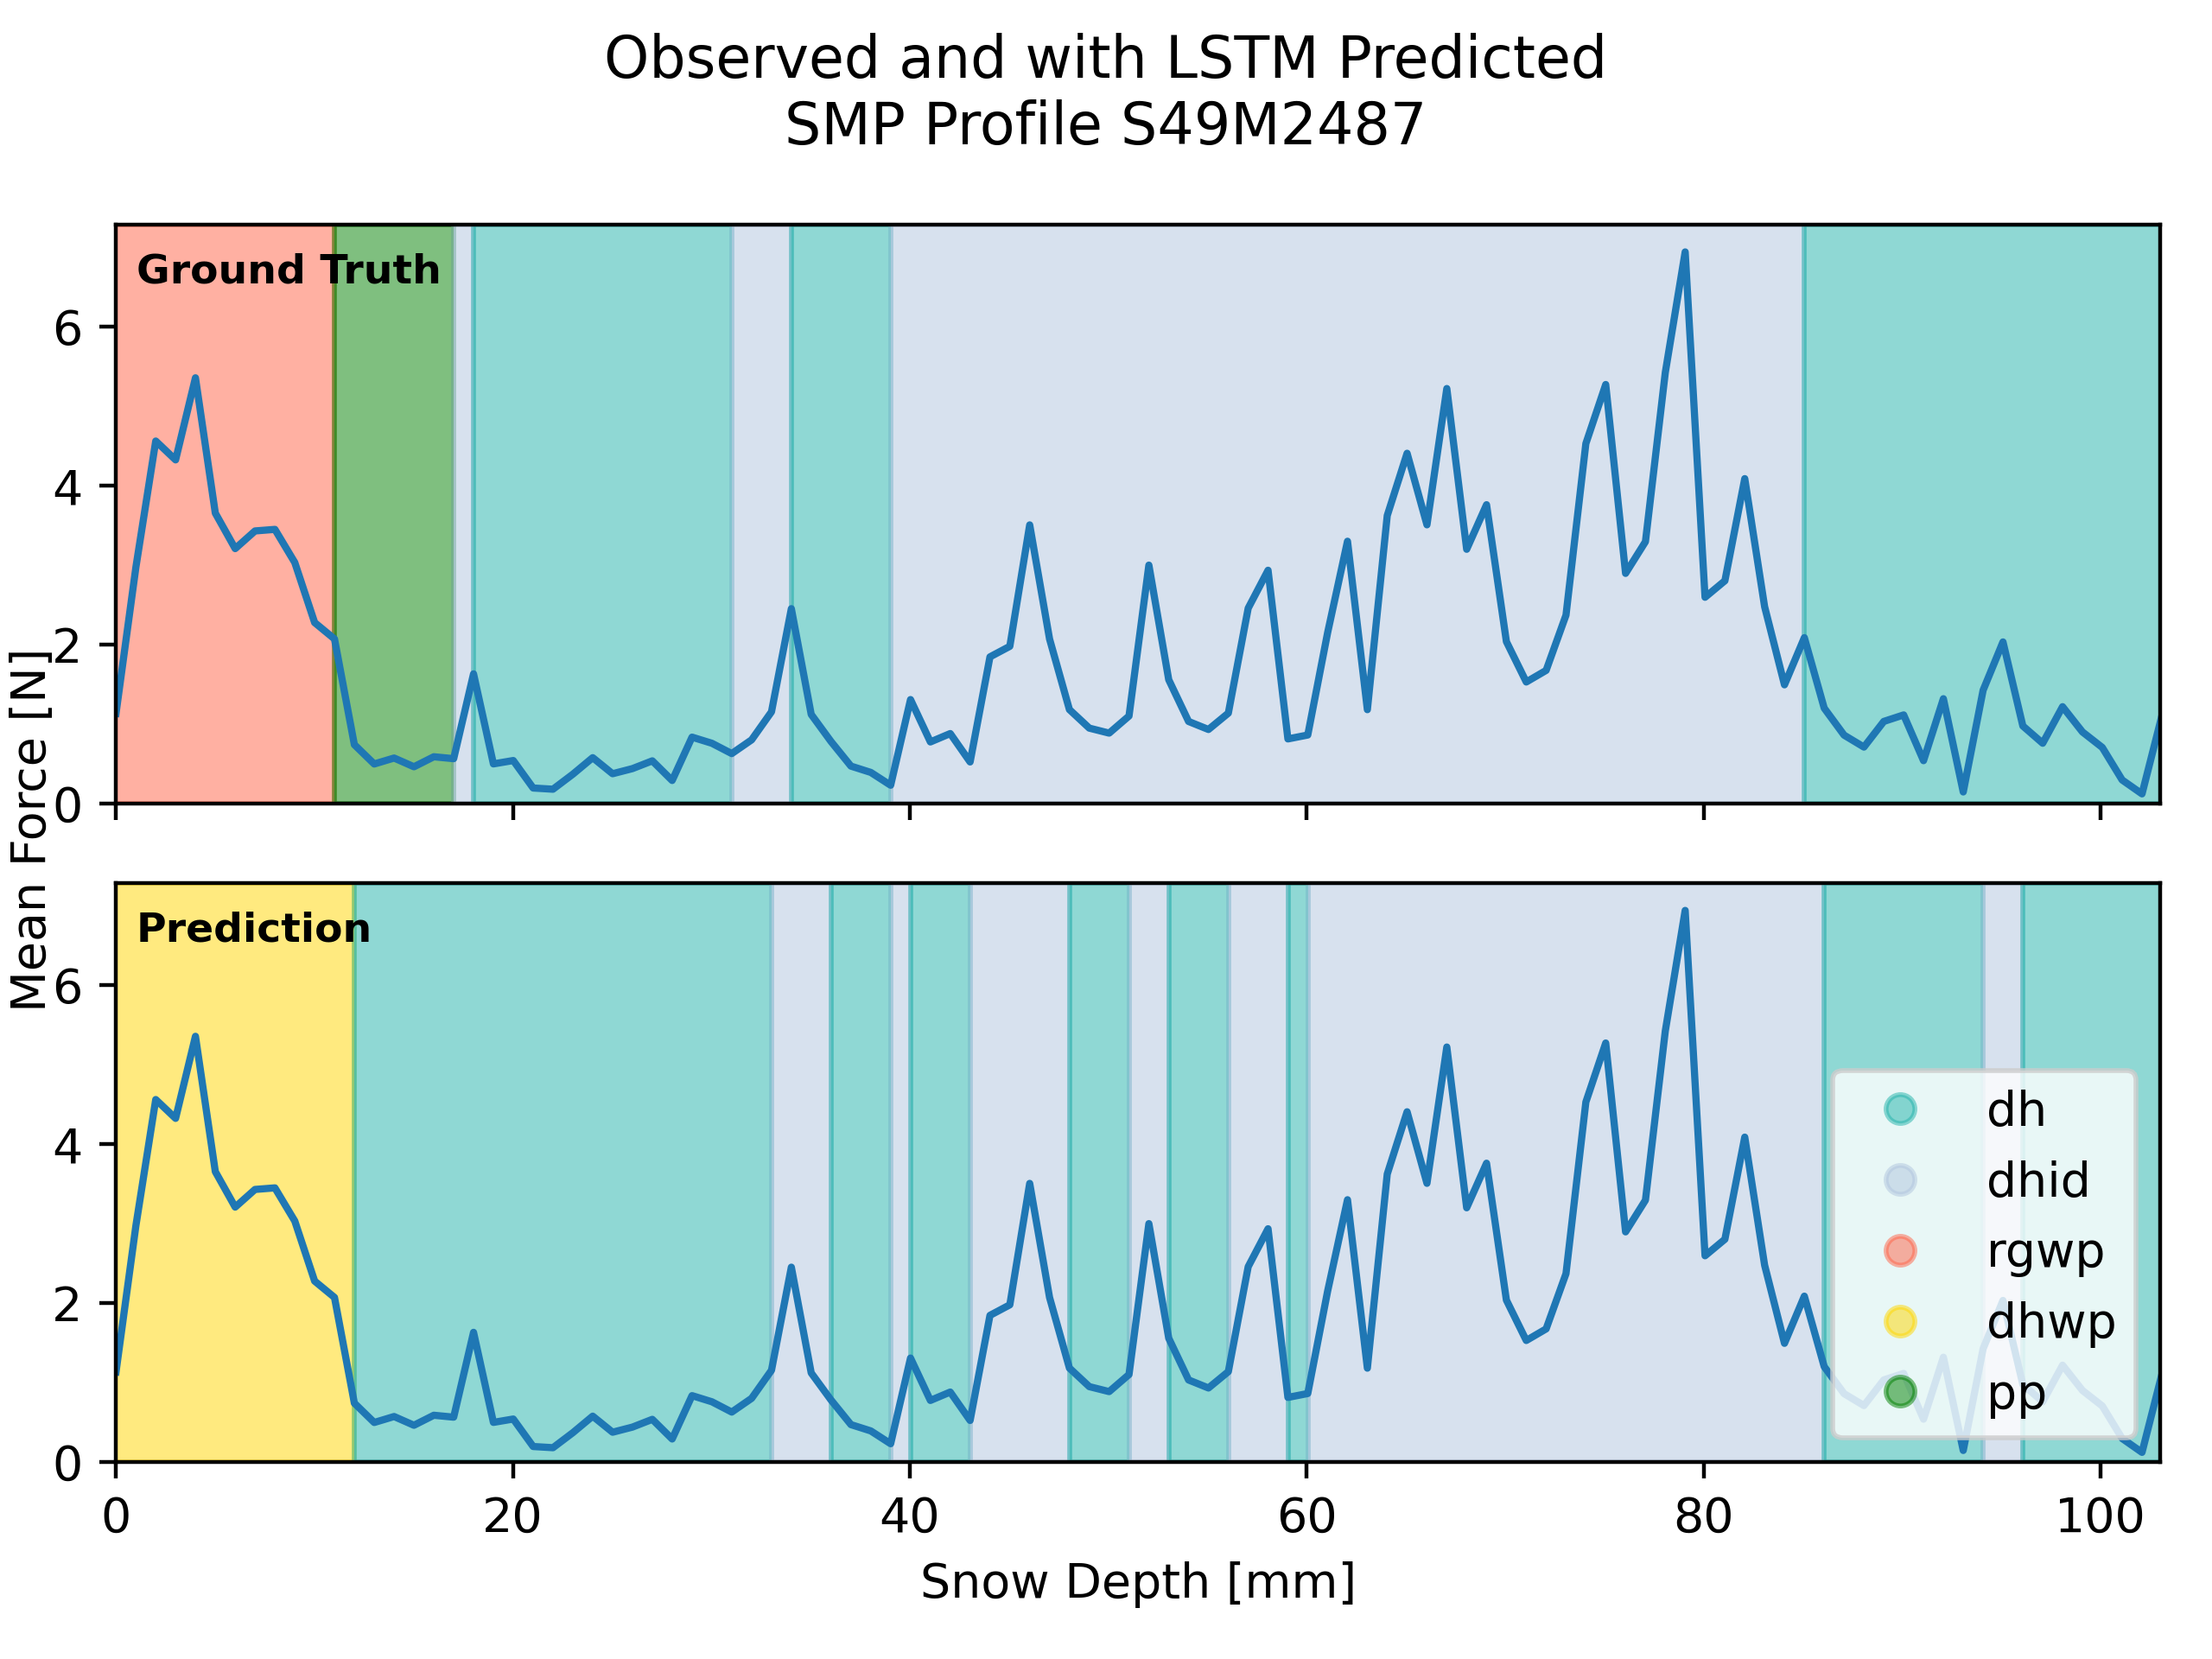 Observed and with LSTM Predicted
SMP Profile S49M2487
Mean Force [N]
Ground Truth
6
4
2
0
Prediction
6
4
2
0
dh
dhid
rgwp
dhwp
pp
0 20 40 60 80 100
Snow Depth [mm]